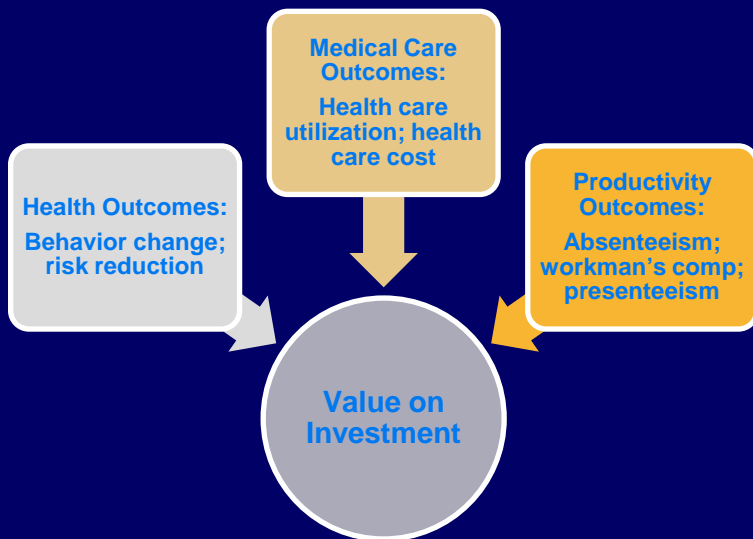 Medical Care
Outcomes:
Health care
utilization; health
care cost
Health Outcomes:
Behavior change;
risk reduction
Productivity
Outcomes:
Absenteeism;
workman's comp;
presenteeism
Value on
Investment